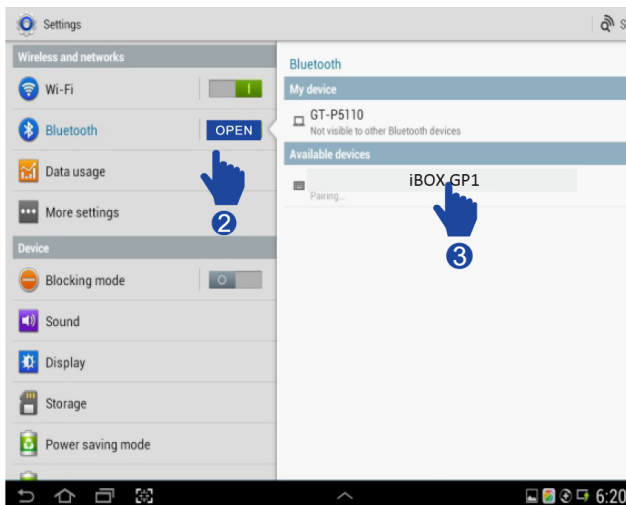 Settings
S
Wireless and networks
Wi-Fi
Bluetooth
OPEN
Data usage
2
More settings
Device
Blocking mode
Sound
Display
Storage
Power saving mode
Bluetooth
My device
GT-P5110
Not visible to other Bluetooth devices
Available devices
iBOX GP1
Pairing...
3
6:20